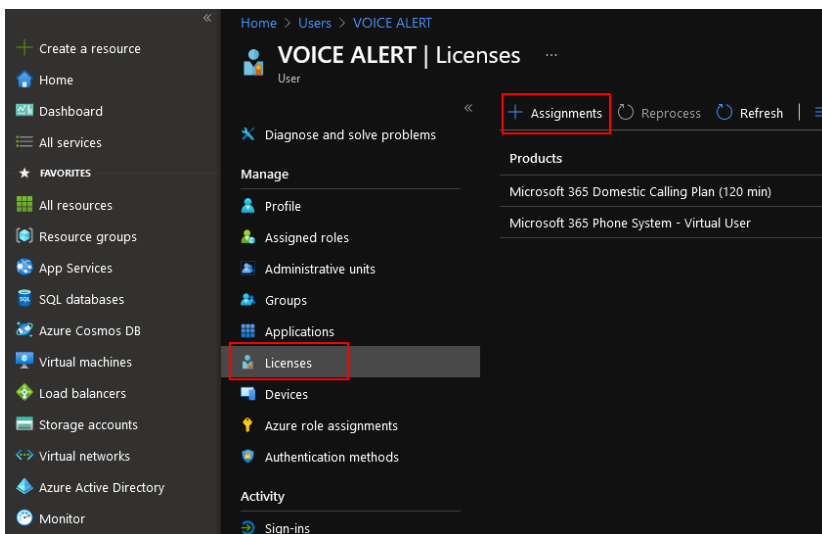 Home > Users > VOICE ALERT
VOICE ALERT | Licenses ...
User
Create a resource
Home
Dashboard
All services
FAVORITES
All resources
Resource groups
App Services
SQL databases
Azure Cosmos DB
Virtual machines
Load balancers
Storage accounts
Virtual networks
Azure Active Directory
Monitor
Diagnose and solve problems
Manage
Profile
Assigned roles
Administrative units
Groups
Applications
Licenses
Devices
Azure role assignments
Authentication methods
Activity
Sign-ins
+ Assignments Reprocess Refresh |
Products
Microsoft 365 Domestic Calling Plan (120 min)
Microsoft 365 Phone System - Virtual User